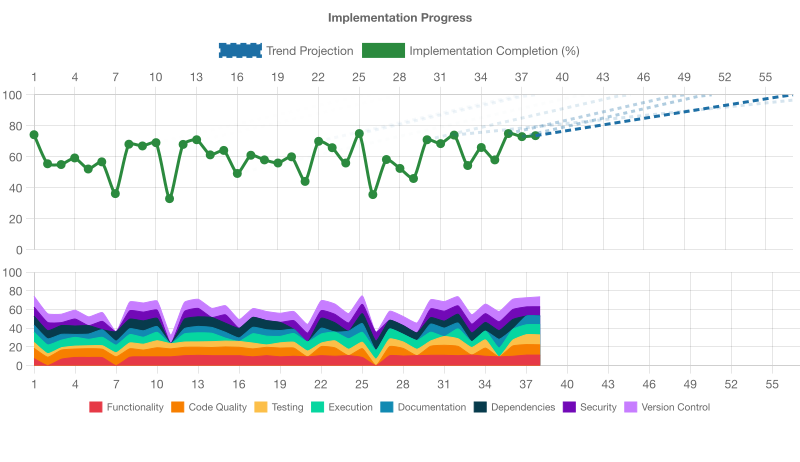 Implementation Progress
Trend Projection Implementation Completion (%)
1 4 7 10 13 16 19 22 25 28 31 34 37 40 43 46 49 52 55
100
80
60
40
20
0
100
80
60
40
20
0
1 4 7 10 13 16 19 22 25 28 31 34 37 40 46 49 52 55
Functionality Code Quality Testing Execution Documentation Dependencies Security Version Control